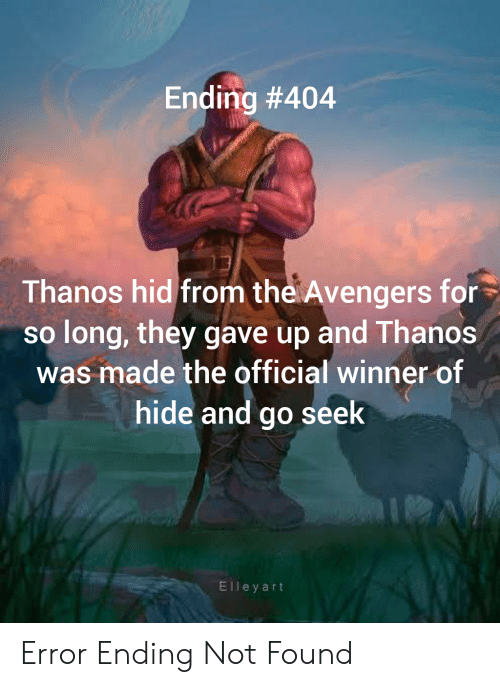 Ending #404
Thanos hid from the Avengers for
so long, they gave up and Thanos
was made the official winner of
hide and go seek
Elleyart
Error Ending Not Found